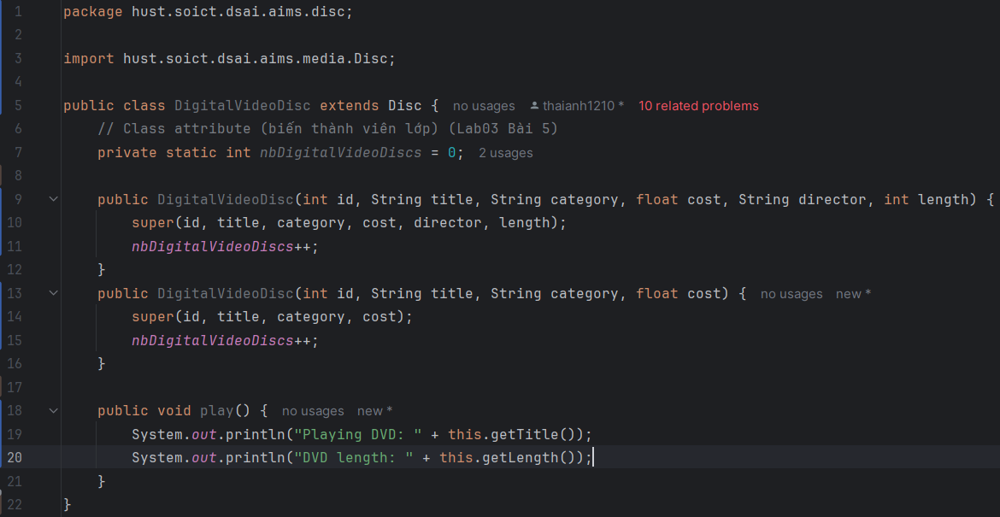 1 package hust.soict.dsai.aims.disc;
2
3 import hust.soict.dsai.aims.media.Disc;
4
5 public class DigitalVideoDisc extends Disc { no usages thaianh1210 * 10 related problems
6 // Class attribute (biến thành viên lớp) (Lab03 Bài 5)
7 private static int nbDigitalVideoDiscs = 0; 2 usages
8
9 public DigitalVideoDisc(int id, String title, String category, float cost, String director, int length) {
10 super(id, title, category, cost, director, length);
11 nbDigitalVideoDiscs++;
12 }
13 public DigitalVideoDisc(int id, String title, String category, float cost) { no usages new *
14 super(id, title, category, cost);
15 nbDigitalVideoDiscs++;
16 }
17
18 public void play() { no usages new *
19 System.out.println("Playing DVD: " + this.getTitle());
20 System.out.println("DVD length: " + this.getLength());
21 }
22 }